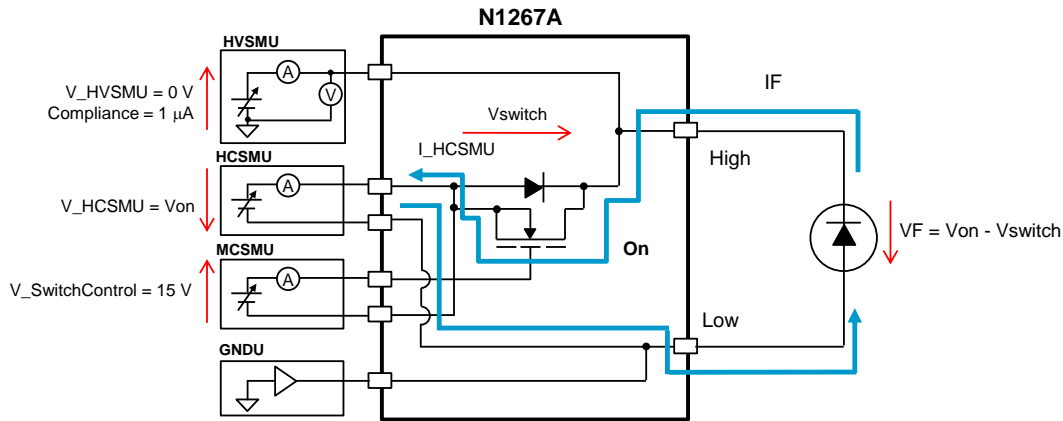 N1267A
HVSMU
A
V
V_HVSMU = 0 V
Compliance = 1 μA
Vswitch
IF
HCSMU
A
I_HCSMU
High
V_HCSMU = Von
VF = Von - Vswitch
On
MCSMU
A
V_SwitchControl = 15 V
Low
GNDU